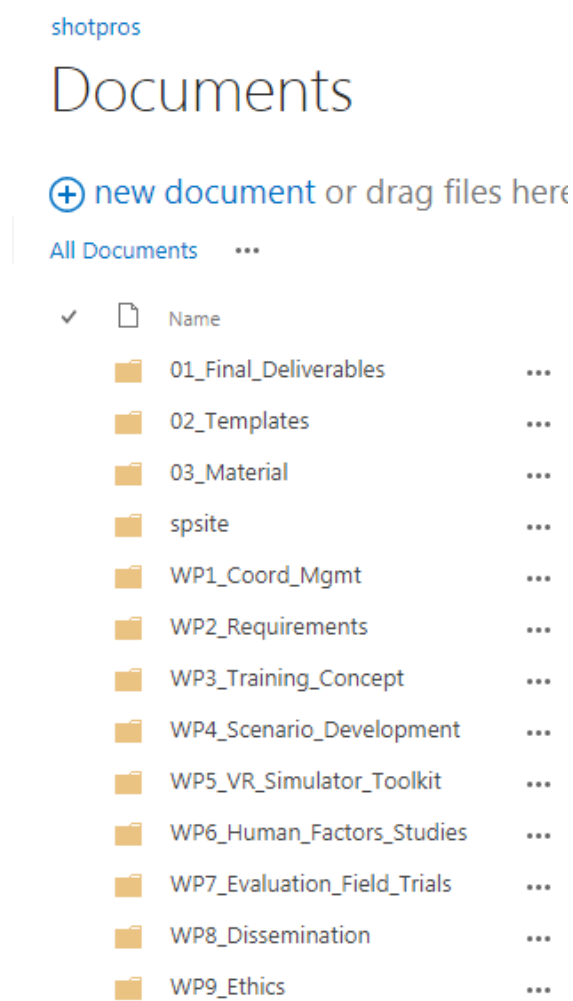 shotpros
Documents
new document or drag files here
All Documents ...
Name
01_Final_Deliverables ...
02_Templates ...
03_Material ...
spsite ...
WP1_Coord_Mgmt ...
WP2_Requirements ...
WP3_Training_Concept ...
WP4_Scenario_Development ...
WP5_VR_Simulator_Toolkit ...
WP6_Human_Factors_Studies ...
WP7_Evaluation_Field_Trials ...
WP8_Dissemination ...
WP9_Ethics ...